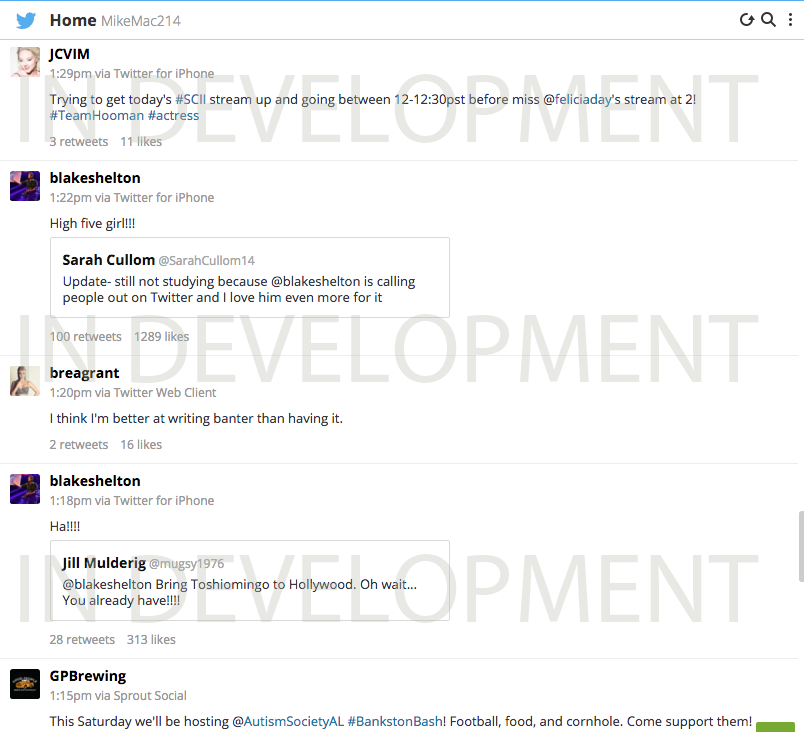 Home MikeMac214
JCVIM
1:29pm via Twitter for iPhone
Trying to get today's #SCII stream up and going between 12-12:30pst before miss @feliciaday's stream at 2!
#TeamHooman #actress
3 retweets 11 likes
IN DEVELOPMENT
blakeshelton
1:22pm via Twitter for iPhone
High five girl!!!
Sarah Cullom @SarahCullom14
Update- still not studying because @blakeshelton is calling
people out on Twitter and I love him even more for it
100 retweets 1289 likes
IN DEVELOPMENT
breagrant
1:20pm via Twitter Web Client
I think I'm better at writing banter than having it.
2 retweets 16 likes
blakeshelton
1:18pm via Twitter for iPhone
Ha!!!!
Jill Mulderig @mugsy1976
@blakeshelton Bring Toshiomingo to Hollywood. Oh wait...
You already have!!!!
28 retweets 313 likes
IN DEVELOPMENT
GPBrewing
1:15pm via Sprout Social
This Saturday we'll be hosting @AutismSocietyAL #BankstonBash! Football, food, and cornhole. Come support them!